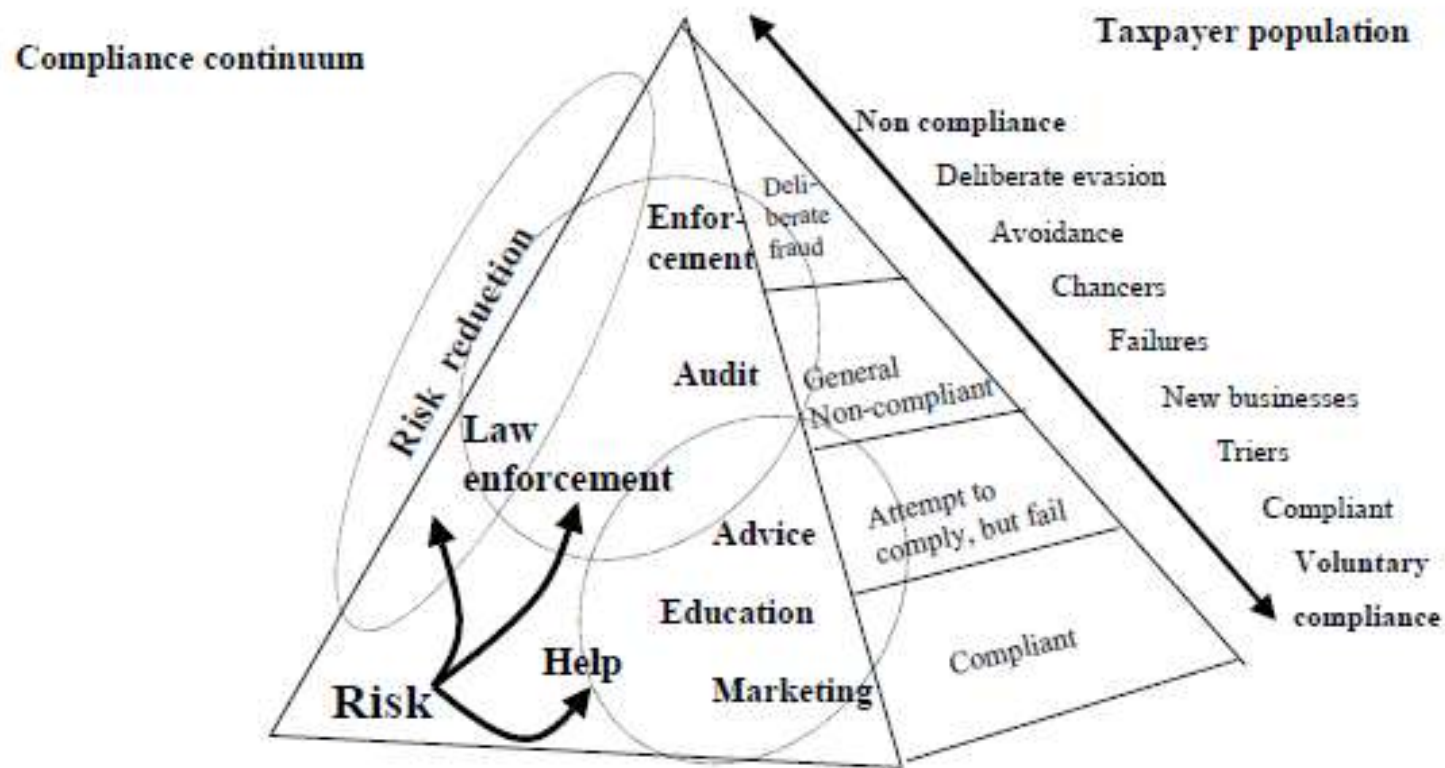 Compliance continuum
Taxpayer population
Risk reduction
Enfor-
cement
Audit
Law
enforcement
Advice
Education
Help
Marketing
Risk
Deli-
berate
fraud
General
Non-compliant
Attempt to
comply, but fail
Compliant
Non compliance
Deliberate evasion
Avoidance
Chancers
Failures
New businesses
Triers
Compliant
Voluntary
compliance